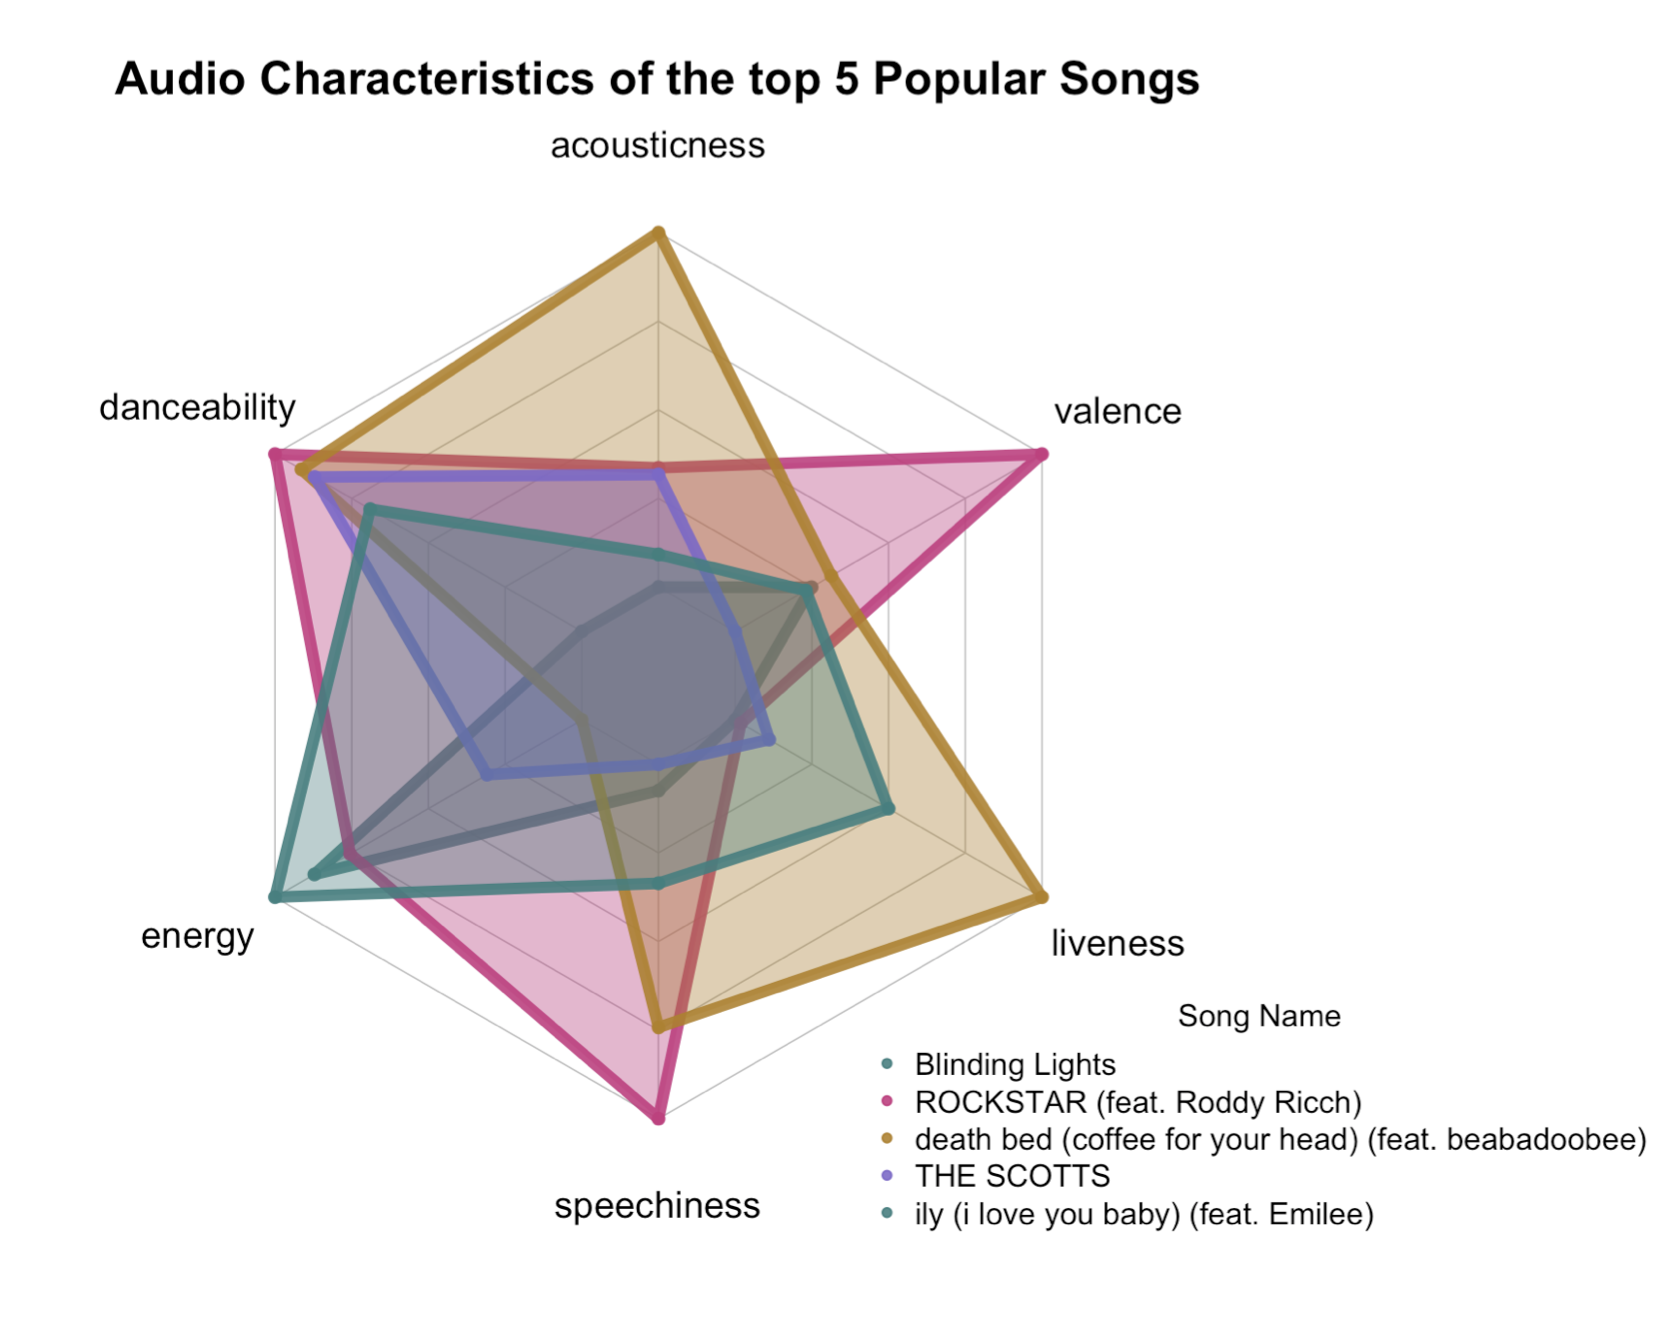 Audio Characteristics of the top 5 Popular Songs
acousticness
danceability
valence
energy
liveness
speechiness
Song Name
Blinding Lights
ROCKSTAR (feat. Roddy Ricch)
death bed (coffee for your head) (feat. beabadoobee)
THE SCOTTS
ily (i love you baby) (feat. Emilee)